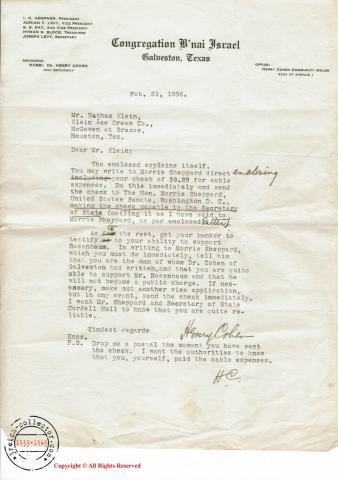 I. H. KEMPNER, PRESIDENT
ADRIAN F. LEVY, VICE PRESIDENT
S. S. KAY, 2ND VICE PRESIDENT
HYMAN S. BLOCK, TREASURER
JOSEPH LEVY, SECRETARY
Congregation B'nai Israel
Galveston, Texas
RESIDENCE:
RABBI DR. HENRY COHEN
1920 BROADWAY
OFFICE:
HENRY COHEN COMMUNITY HOUSE
22ND AT AVENUE I
Feb. 21, 1936.
Mr. Nathan Klein,
Klein Ice Cream Co.,
McGowen at Brazos,
Houston, Tex.
Dear Mr. Klein:
The enclosed explains itself.
You may write to Morris Sheppard direct enclosing
including your check of $8.29 for cable
expenses. Do this immediately and send
the check to The Hon. Morris Sheppard,
United States Senate, Washington D. C.,
making the check payable to the Secretary
of State (mailing it as I have said to
Morris Sheppard, as per enclosed letter).
As to the rest, get your banker to
testify as to your ability to support
Rosenbaum. In writing to Morris Sheppard,
which you must do immediately, tell him
that you are the man of whom Dr. Cohen of
Galveston had written, and that you are quite
able to support Mr. Rosenbaum and that he
will not become a public charge. If nec-
essary, make out another visa application,
but in any event, send the check immediately.
I want Mr. Sheppard and Secretary of State
Cordell Hull to know that you are quite re-
liable.
Kindest regards
Henry Cohen
Encs.
P.S. Drop me a postal the moment you have sent
the check. I want the authorities to know
that you, yourself, paid the cable expenses.
H C.
reich-collector.com
1933-1945
Copyright © All Rights Reserved